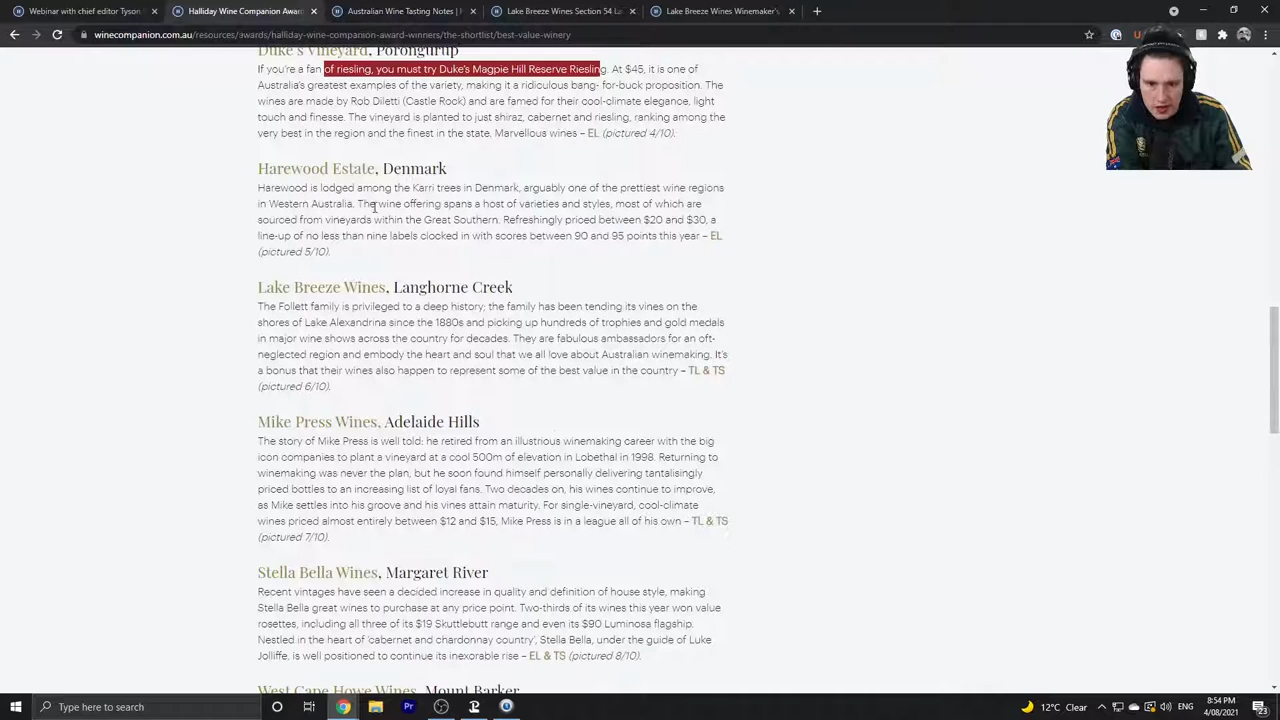 Webinar with chief editor Tyson
Halliday Wine Companion Awar
Australian Wine Tasting Notes |
Lake Breeze Wines Section 54 La
Lake Breeze Wines Winemaker's
winecompanion.com.au/resources/awards/halliday-wine-companion-award-winners/the-shortlist/best-value-winery
Duke's Vineyard, Porongurup
If you're a fan of riesling, you must try Duke's Magpie Hill Reserve Riesling. At $45, it is one of
Australia's greatest examples of the variety, making it a ridiculous bang- for-buck proposition. The
wines are made by Rob Diletti (Castle Rock) and are famed for their cool-climate elegance, light
touch and finesse. The vineyard is planted to just shiraz, cabernet and riesling, ranking among the
very best in the region and the finest in the state. Marvellous wines – EL (pictured 4/10).
Harewood Estate, Denmark
Harewood is lodged among the Karri trees in Denmark, arguably one of the prettiest wine regions
in Western Australia. The wine offering spans a host of varieties and styles, most of which are
sourced from vineyards within the Great Southern. Refreshingly priced between $20 and $30, a
line-up of no less than nine labels clocked in with scores between 90 and 95 points this year – EL
(pictured 5/10).
Lake Breeze Wines, Langhorne Creek
The Follett family is privileged to a deep history; the family has been tending its vines on the
shores of Lake Alexandrina since the 1880s and picking up hundreds of trophies and gold medals
in major wine shows across the country for decades. They are fabulous ambassadors for an oft-
neglected region and embody the heart and soul that we all love about Australian winemaking. It's
a bonus that their wines also happen to represent some of the best value in the country – TL & TS
(pictured 6/10).
Mike Press Wines, Adelaide Hills
The story of Mike Press is well told: he retired from an illustrious winemaking career with the big
icon companies to plant a vineyard at a cool 500m of elevation in Lobethal in 1998. Returning to
winemaking was never the plan, but he soon found himself personally delivering tantalisingly
priced bottles to an increasing list of loyal fans. Two decades on, his wines continue to improve,
as Mike settles into his groove and his vines attain maturity. For single-vineyard, cool-climate
wines priced almost entirely between $12 and $15, Mike Press is in a league all of his own – TL & TS
(pictured 7/10).
Stella Bella Wines, Margaret River
Recent vintages have seen a decided increase in quality and definition of house style, making
Stella Bella great wines to purchase at any price point. Two-thirds of its wines this year won value
rosettes, including all three of its $19 Skuttlebutt range and even its $90 Luminosa flagship.
Nestled in the heart of 'cabernet and chardonnay country', Stella Bella, under the guide of Luke
Jolliffe, is well positioned to continue its inexorable rise – EL & TS (pictured 8/10).
West Cape Howe Wines, Mount Barker
Type here to search
12°C Clear
8:54 PM
4/08/2021
23